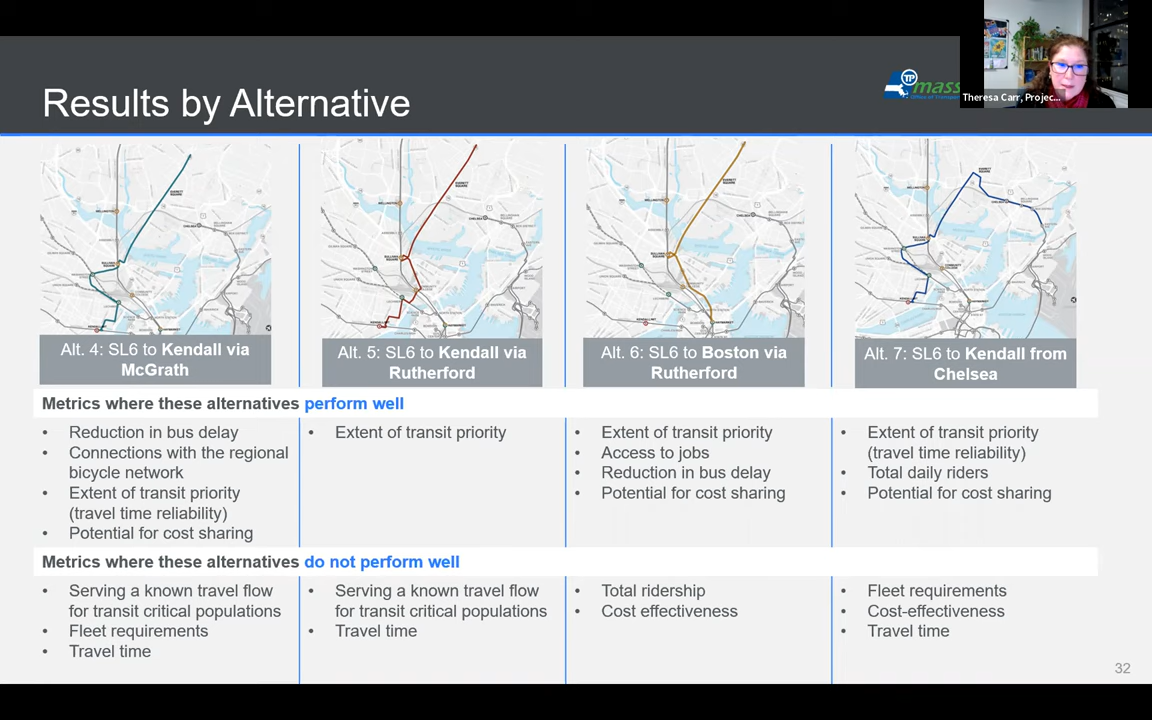 Results by Alternative
mass
Theresa Carr, Projec...
Alt. 4: SL6 to Kendall via
McGrath
Alt. 5: SL6 to Kendall via
Rutherford
Alt. 6: SL6 to Boston via
Rutherford
Alt. 7: SL6 to Kendall from
Chelsea
Metrics where these alternatives perform well
• Reduction in bus delay
• Connections with the regional
bicycle network
• Extent of transit priority
(travel time reliability)
• Potential for cost sharing
• Extent of transit priority
• Extent of transit priority
• Access to jobs
• Reduction in bus delay
• Potential for cost sharing
• Extent of transit priority
(travel time reliability)
• Total daily riders
• Potential for cost sharing
Metrics where these alternatives do not perform well
• Serving a known travel flow
for transit critical populations
• Fleet requirements
• Travel time
• Serving a known travel flow
for transit critical populations
• Travel time
• Total ridership
• Cost effectiveness
• Fleet requirements
• Cost-effectiveness
• Travel time
32